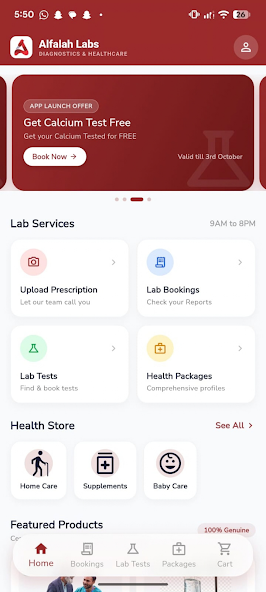 5:50
26
Alfalah Labs
DIAGNOSTICS & HEALTHCARE
APP LAUNCH OFFER
Get Calcium Test Free
Get your Calcium Tested for FREE
Book Now →
Valid till 3rd October
Lab Services
9AM to 8PM
Upload Prescription
Let our team call you
Lab Bookings
Check your Reports
Lab Tests
Find & book tests
Health Packages
Comprehensive profiles
Health Store
See All
Home Care
Supplements
Baby Care
Featured Products
100% Genuine
Home
Bookings
Lab Tests
Packages
Cart